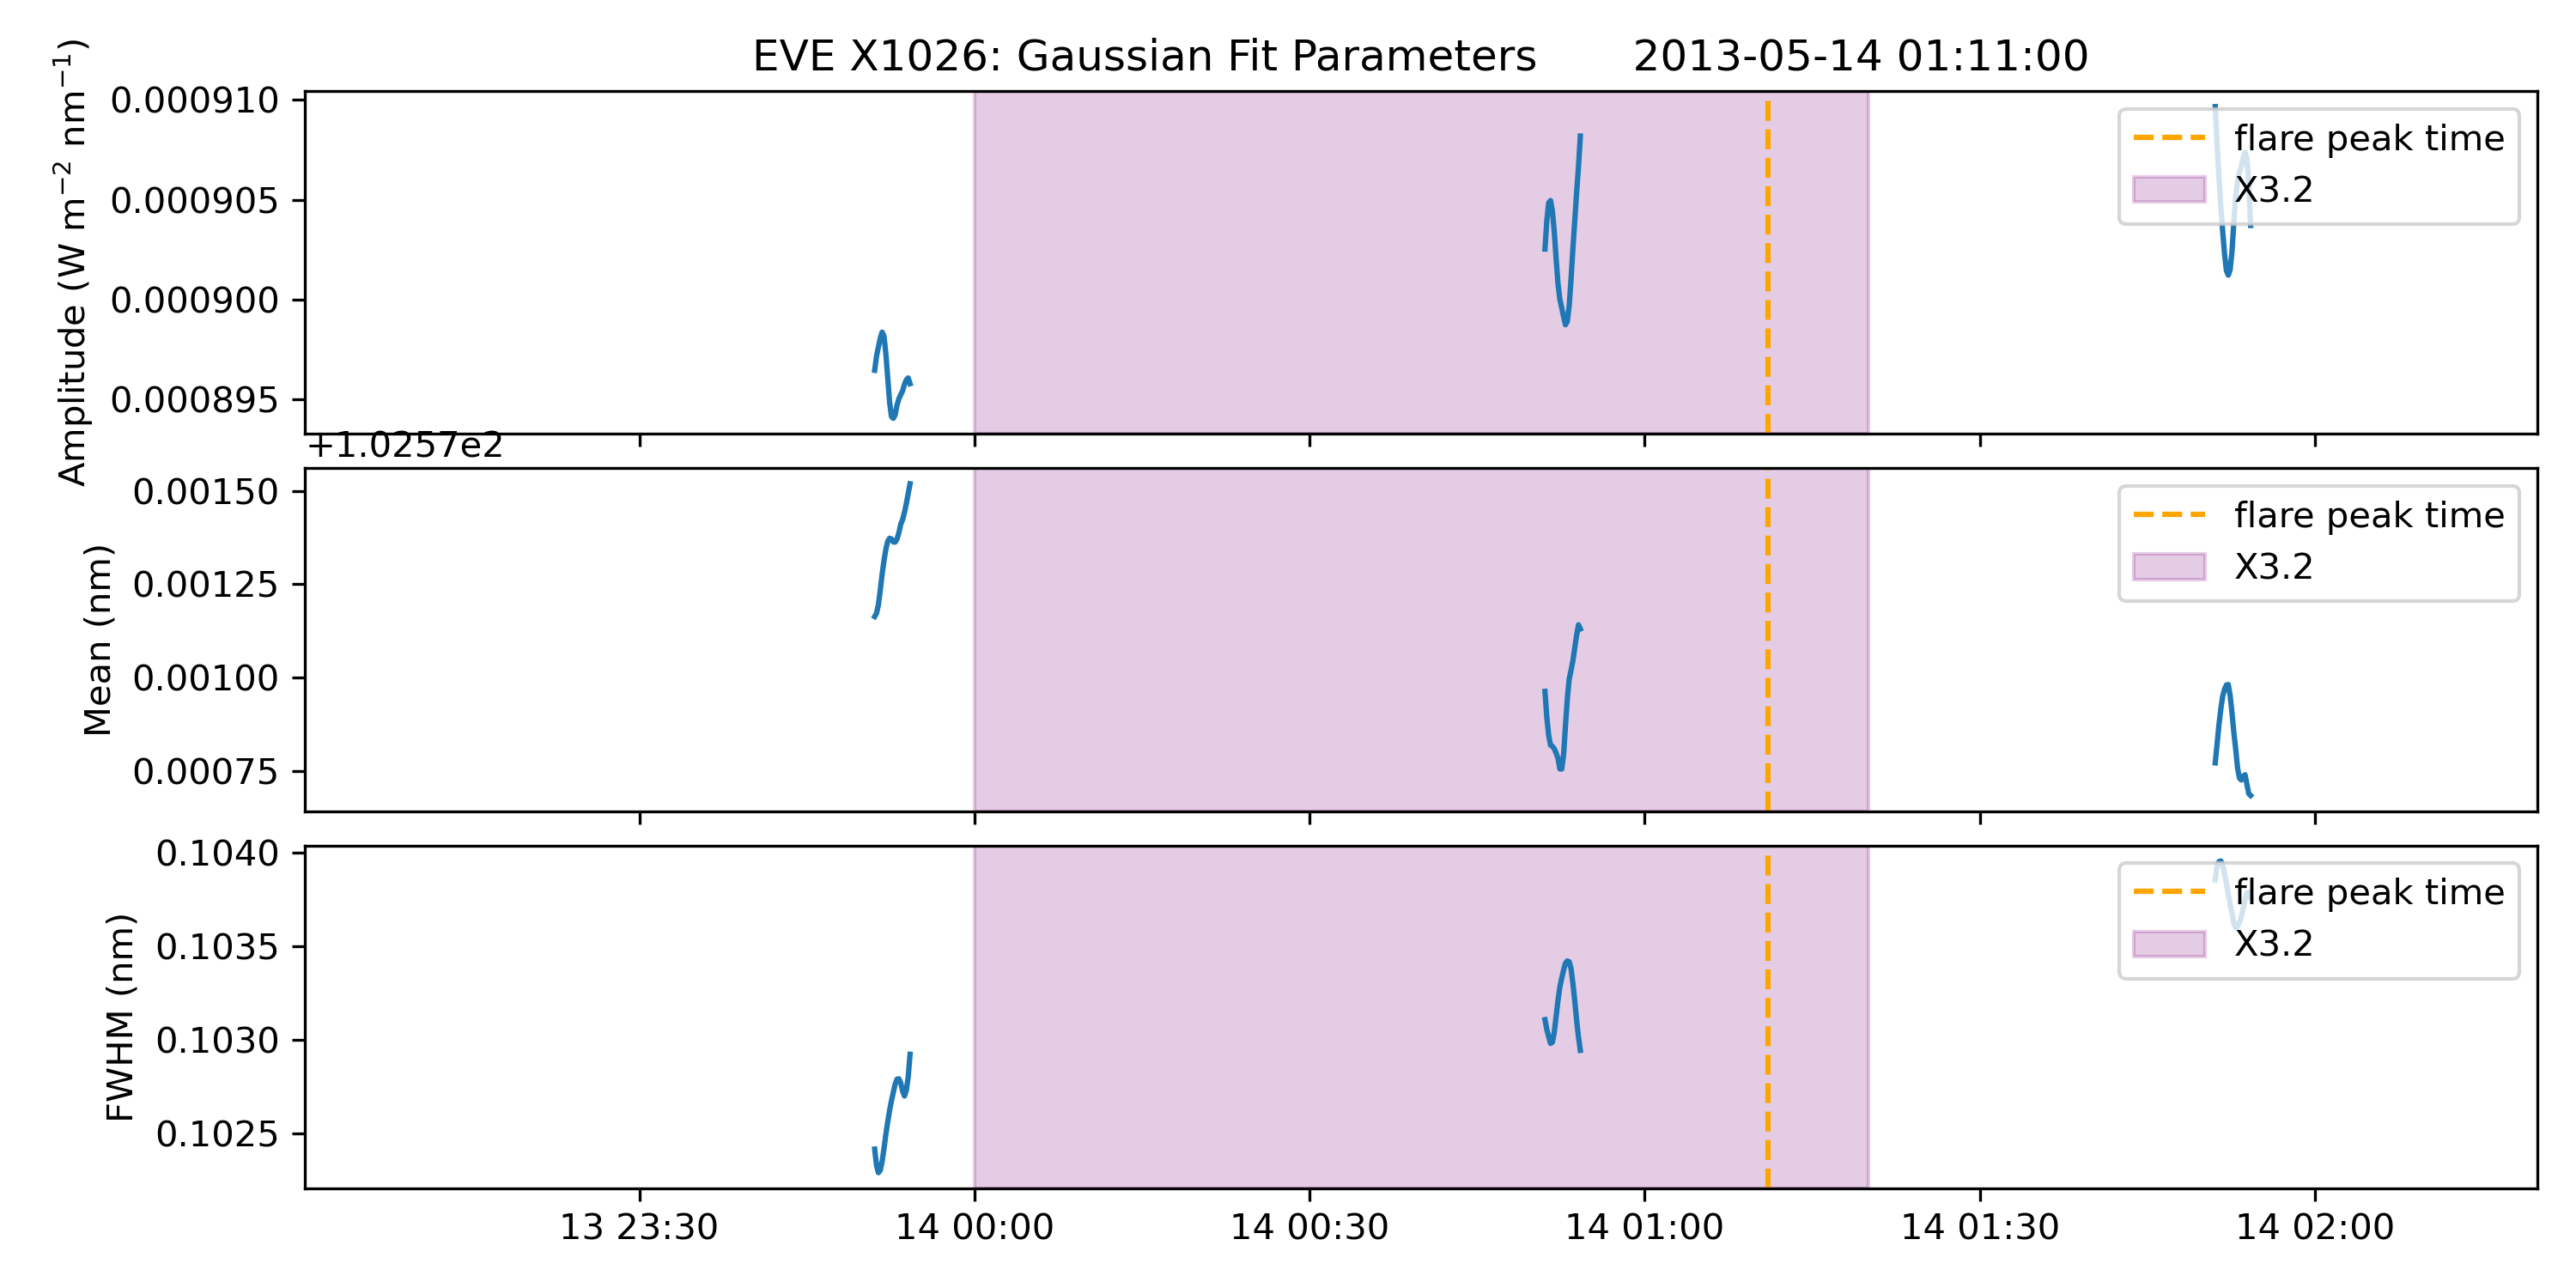 EVE X1026: Gaussian Fit Parameters 2013-05-14 01:11:00
Amplitude (W m⁻² nm⁻¹)
0.000910
0.000905
0.000900
0.000895
flare peak time
X3.2
+1.0257e2
Mean (nm)
0.00150
0.00125
0.00100
0.00075
flare peak time
X3.2
FWHM (nm)
0.1040
0.1035
0.1030
0.1025
flare peak time
X3.2
13 23:30 14 00:00 14 00:30 14 01:00 14 01:30 14 02:00